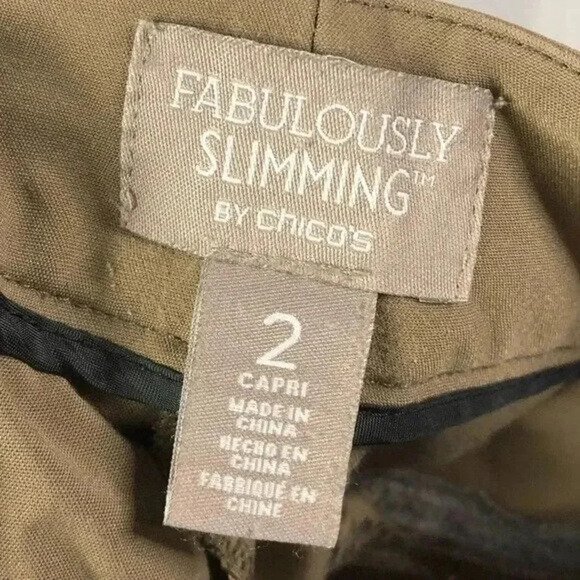 FABULOUSLY
SLIMMING™
BY CHICO'S
2
CAPRI
MADE IN
CHINA
HECHO EN
CHINA
FABRIQUÉ EN
CHINE